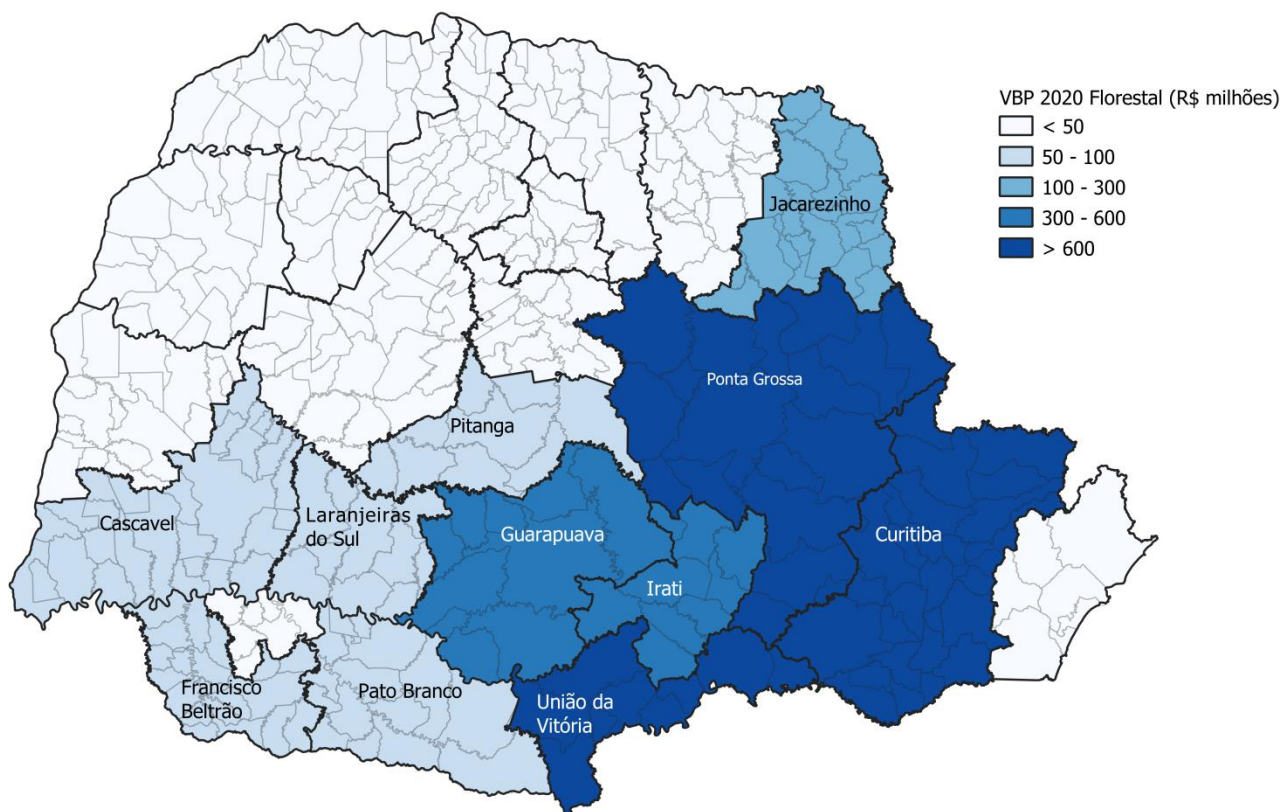 VBP 2020 Florestal (R$ milhões)
< 50
50 - 100
100 - 300
300 - 600
> 600
Jacarezinho
Ponta Grossa
Pitanga
Cascavel
Laranjeiras
do Sul
Guarapuava
Curitiba
Irati
Francisco
Beltrão
Pato Branco
União da
Vitória